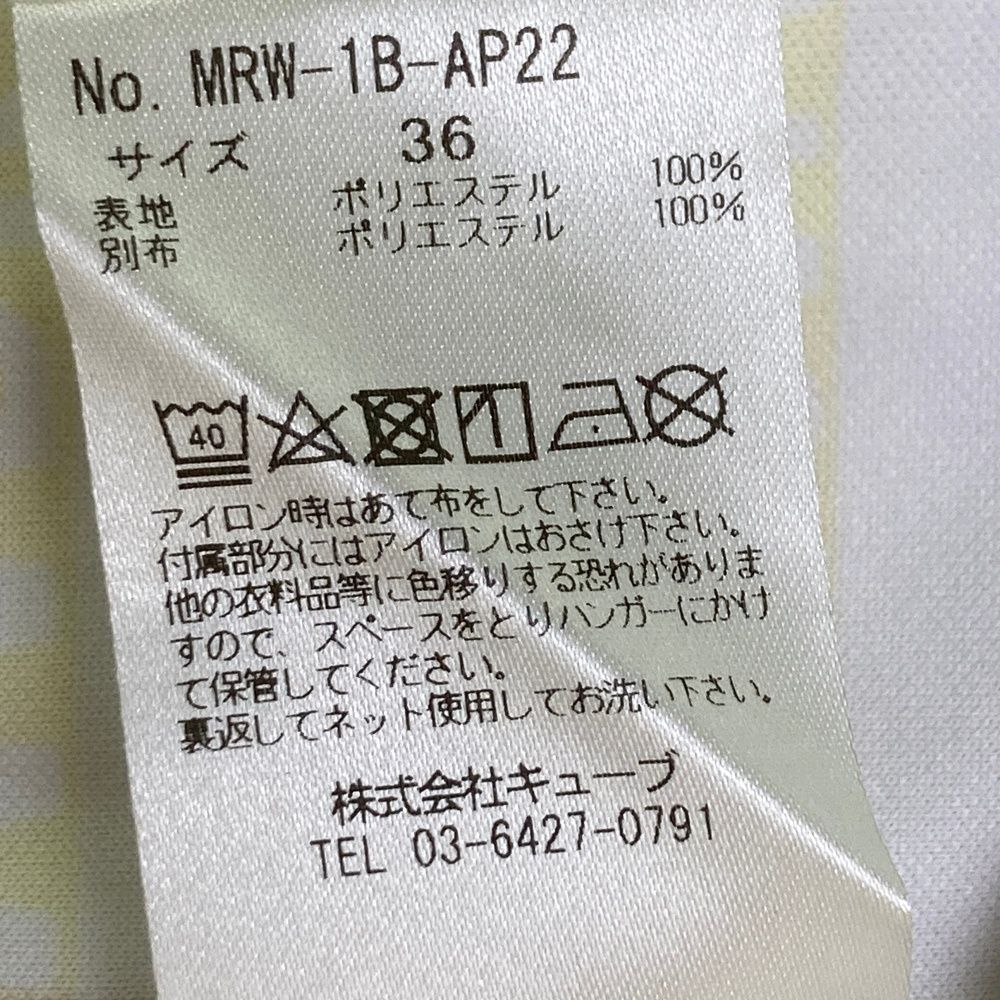 No. MRW-1B-AP22
サイズ 36
表地 ポリエステル 100%
別布 ポリエステル 100%
40
アイロン時はあて布をして下さい。
付属部分にはアイロンはおさけ下さい。
他の衣料品等に色移りする恐れがありま
すので、スペースをとりハンガーにかけ
て保管してください。
裏返してネット使用してお洗い下さい。
株式会社キューブ
TEL 03-6427-0791